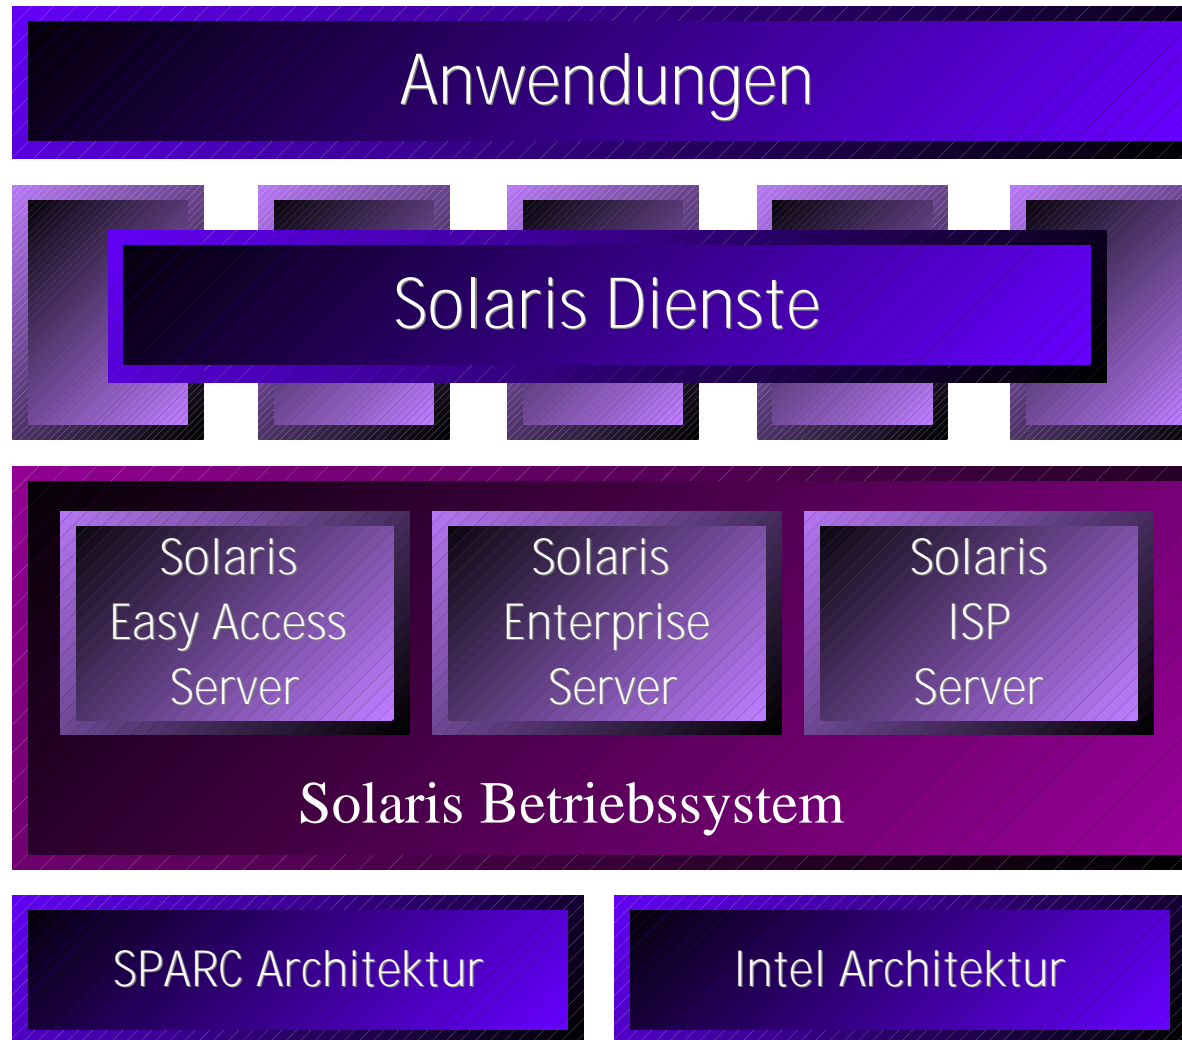 Anwendungen
Solaris Dienste
Solaris
Easy Access
Server
Solaris
Enterprise
Server
Solaris
ISP
Server
Solaris Betriebssystem
SPARC Architektur
Intel Architektur